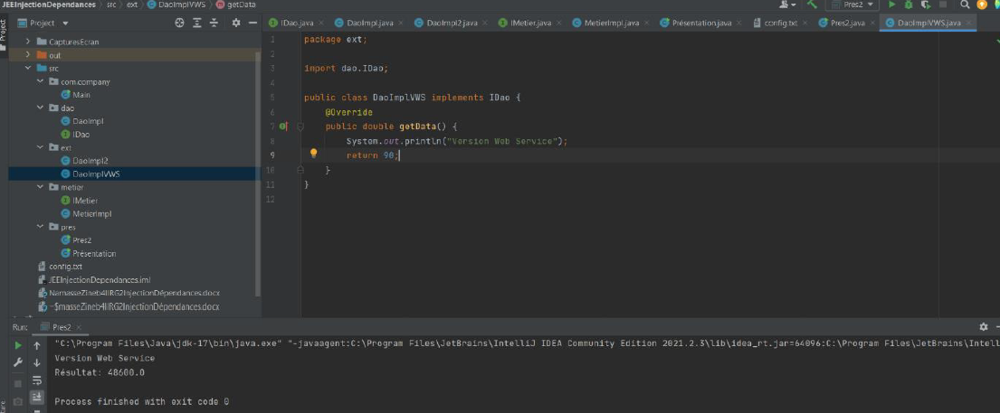 JEEInjectionDependances > src > ext > DaoImplVWS > getData
Pres2
Project
IDao.java
DaoImpl.java
DaoImpl2.java
IMetier.java
MetierImpl.java
Présentation.java
config.txt
Pres2.java
DaoImplVWS.java
Project
CapturesEcran
out
src
com.company
Main
dao
DaoImpl
IDao
ext
DaoImpl2
DaoImplVWS
metier
IMetier
MetierImpl
pres
Pres2
Présentation
config.txt
JEEInjectionDependances.iml
NamasseZineb4IIRG2InjectionDépendances.docx
~$masseZineb4IIRG2InjectionDépendances.docx
1 package ext;
2
3 import dao.IDao;
4
5 public class DaoImplVWS implements IDao {
6 @Override
7 public double getData() {
8 System.out.println("Version Web Service");
9 return 90;
10 }
11 }
12
Run: Pres2
"C:\Program Files\Java\jdk-17\bin\java.exe" "-javaagent:C:\Program Files\JetBrains\IntelliJ IDEA Community Edition 2021.2.3\lib\idea_rt.jar=64096:C:\Program Files\JetBrains\Intell
Version Web Service
Résultat: 48600.0
Process finished with exit code 0